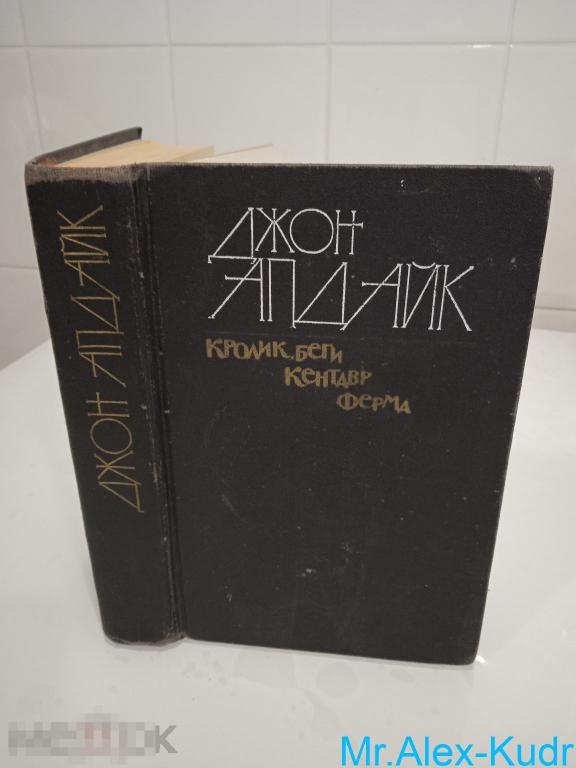 ДЖОН АПДАЙК
ДЖОН
АПДАЙК
КРОЛИК, БЕГИ
КЕНТАВР
ФЕРМА
Mr.Alex-Kudr